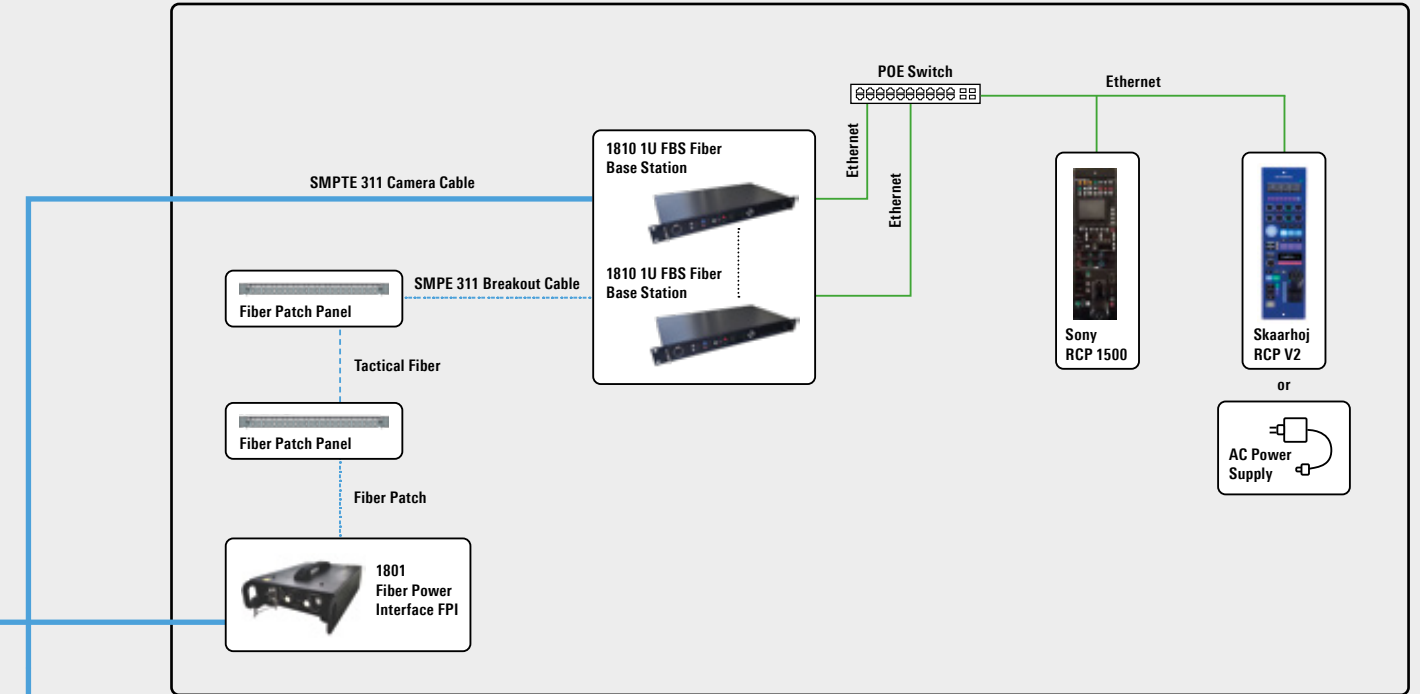 POE Switch
Ethernet
Ethernet
Ethernet
1810 1U FBS Fiber
Base Station
SMPTE 311 Camera Cable
1810 1U FBS Fiber
Base Station
SMPE 311 Breakout Cable
Fiber Patch Panel
Sony
RCP 1500
Skaarhoj
RCP V2
or
Tactical Fiber
Fiber Patch Panel
AC Power
Supply
Fiber Patch
1801
Fiber Power
Interface FPI